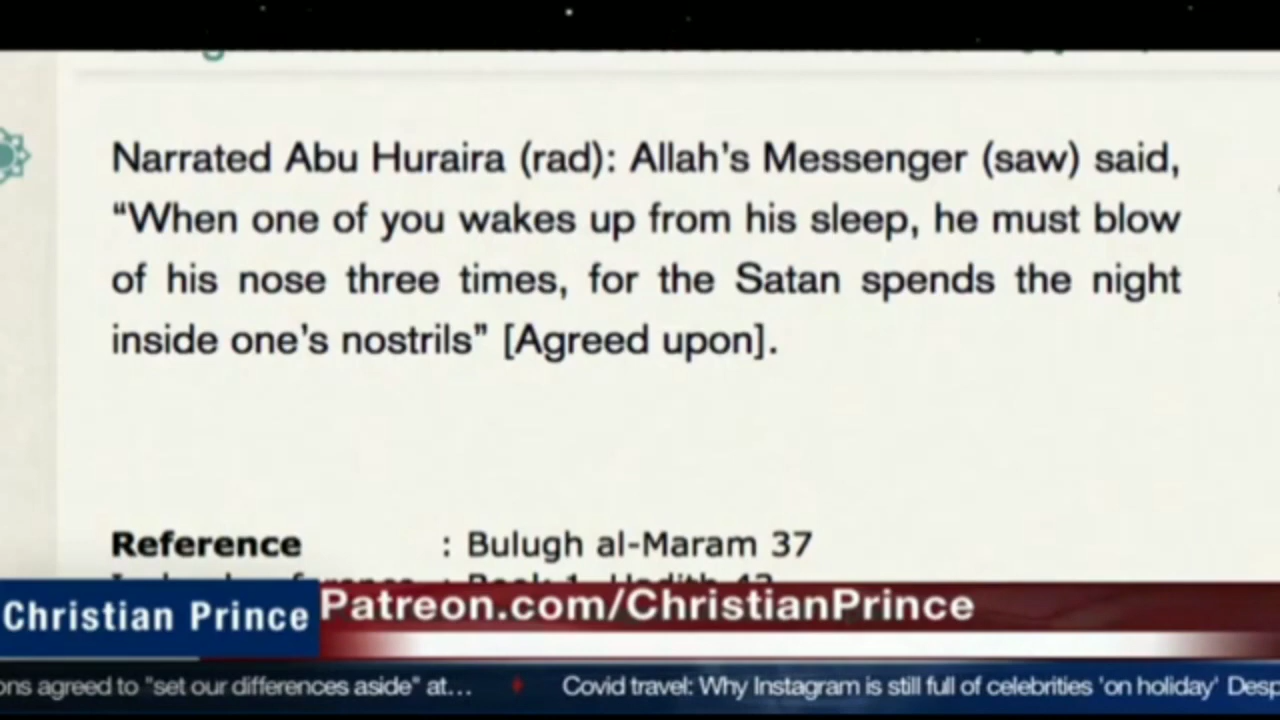 Narrated Abu Huraira (rad): Allah's Messenger (saw) said,
“When one of you wakes up from his sleep, he must blow
of his nose three times, for the Satan spends the night
inside one's nostrils” [Agreed upon].
Reference : Bulugh al-Maram 37
Christian Prince
Patreon.com/ChristianPrince
ons agreed to "set our differences aside" at... Covid travel: Why Instagram is still full of celebrities 'on holiday' Desp